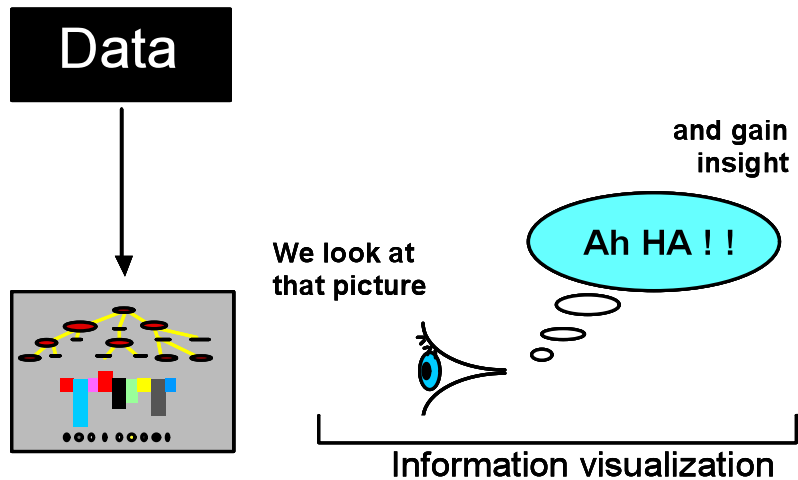 Data
and gain
insight
Ah HA ! !
We look at
that picture
Information visualization